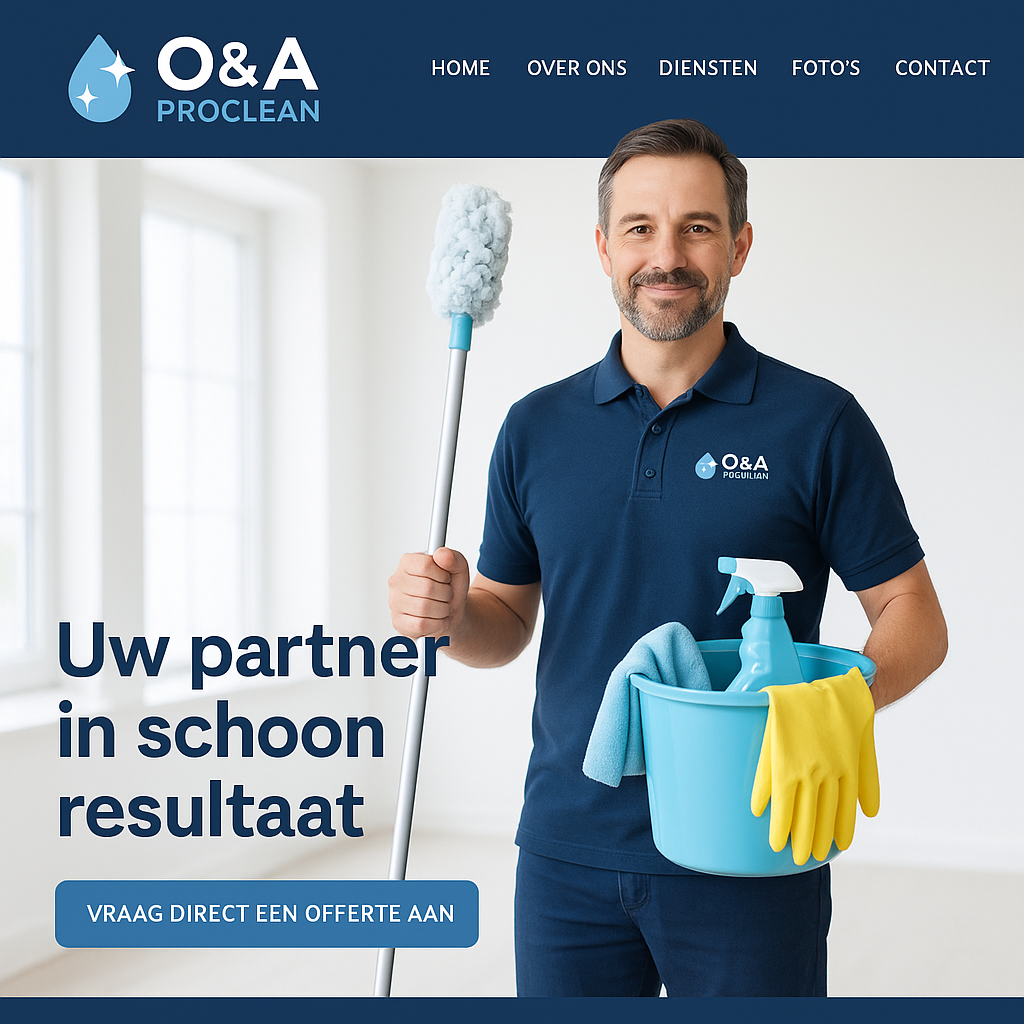 O&A
PROCLEAN
HOME OVER ONS DIENSTEN FOTO'S CONTACT
O&A
POGUILIAN
Uw partner
in schoon
resultaat
VRAAG DIRECT EEN OFFERTE AAN